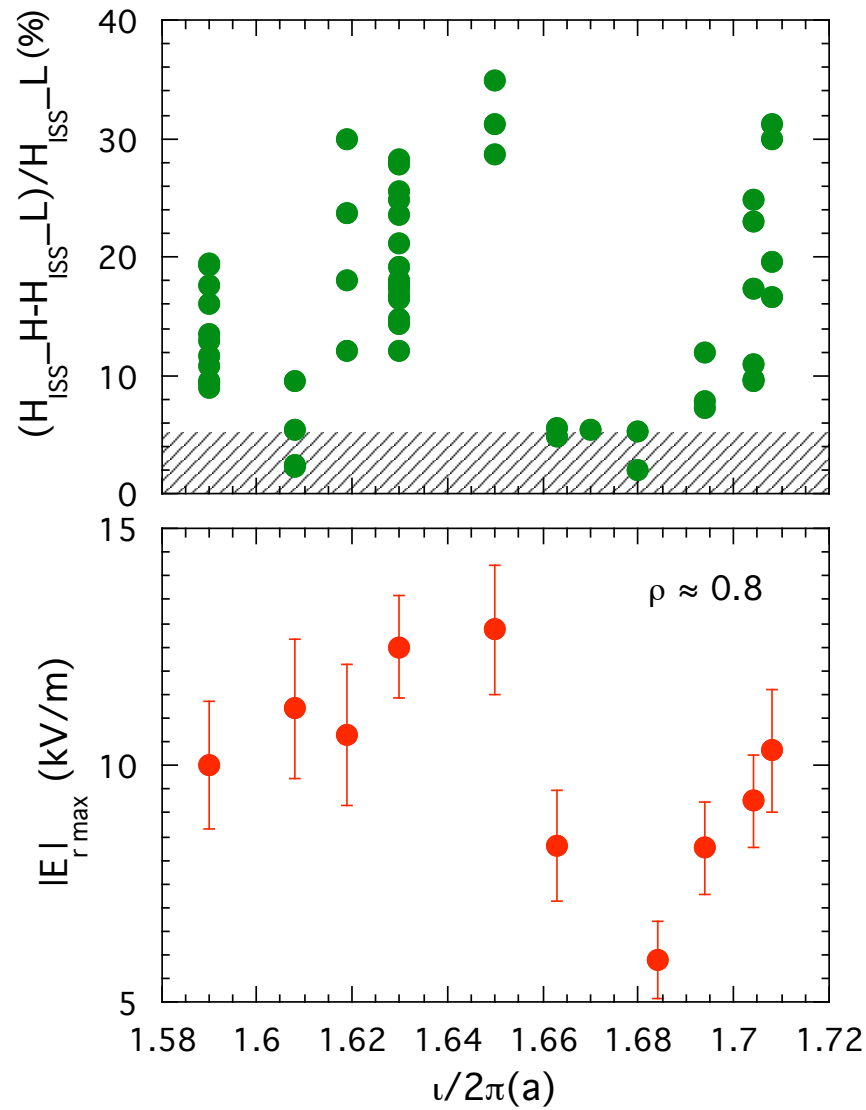 (H_ISS_H-H_ISS_L)/H_ISS_L (%)
40
30
20
10
0
15
10
5
|E|_r max (kV/m)
ρ ≈ 0.8
1.58 1.6 1.62 1.64 1.66 1.68 1.7 1.72
ι/2π(a)